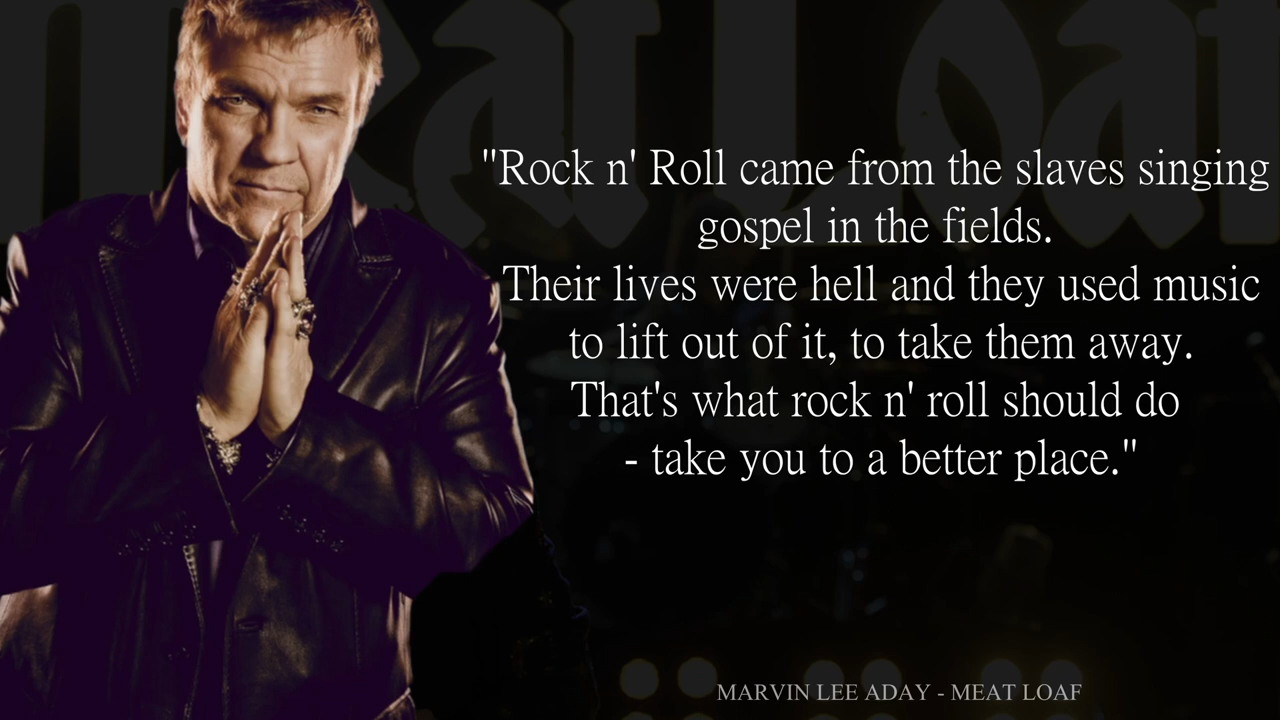 Meat Loaf
"Rock n' Roll came from the slaves singing
gospel in the fields.
Their lives were hell and they used music
to lift out of it, to take them away.
That's what rock n' roll should do
- take you to a better place."
MARVIN LEE ADAY - MEAT LOAF